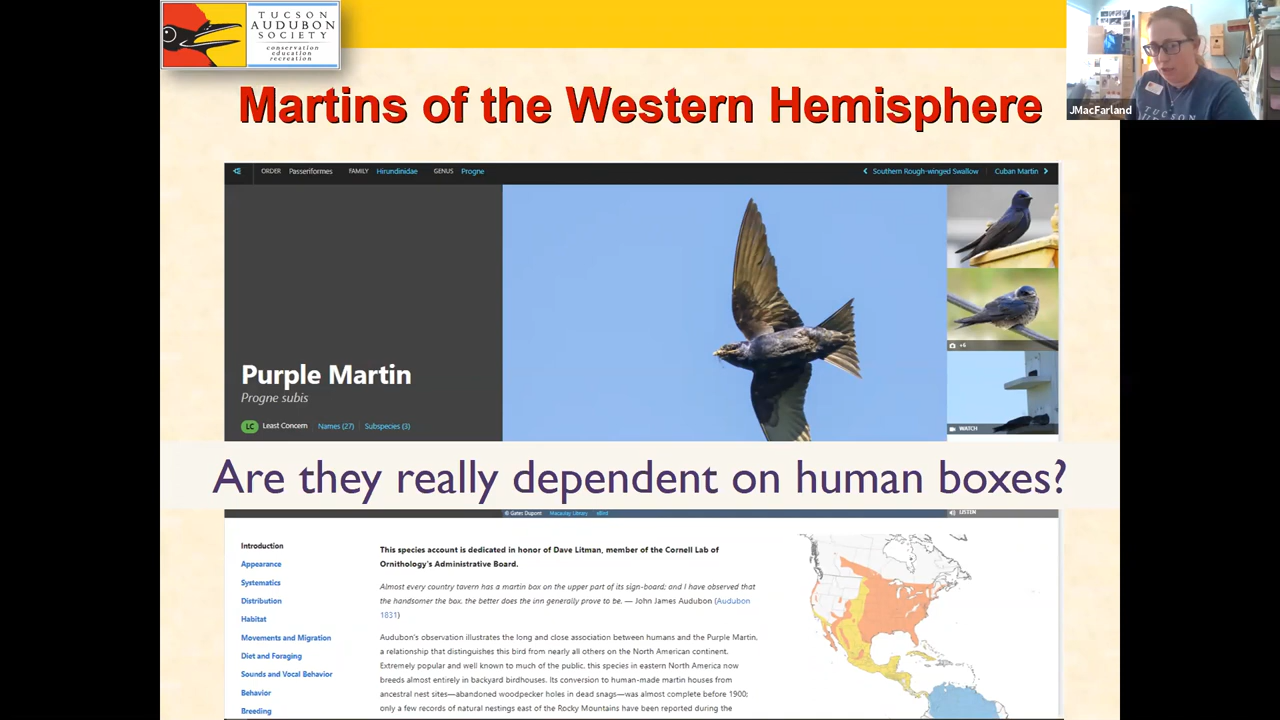 TUCSON
AUDUBON
SOCIETY
conservation
education
recreation
JMacFarland
TUCSON
Martins of the Western Hemisphere
ORDER Passeriformes FAMILY Hirundinidae GENUS Progne
Southern Rough-winged Swallow Cuban Martin
Purple Martin
Progne subis
LC Least Concern Names (27) Subspecies (3)
+6
WATCH
Are they really dependent on human boxes?
© Gates Dupont Macaulay Library eBird
LISTEN
Introduction
Appearance
Systematics
Distribution
Habitat
Movements and Migration
Diet and Foraging
Sounds and Vocal Behavior
Behavior
Breeding
This species account is dedicated in honor of Dave Litman, member of the Cornell Lab of
Ornithology's Administrative Board.
Almost every country tavern has a martin box on the upper part of its sign-board; and I have observed that
the handsomer the box, the better does the inn generally prove to be. — John James Audubon (Audubon
1831)
Audubon's observation illustrates the long and close association between humans and the Purple Martin,
a relationship that distinguishes this bird from nearly all others on the North American continent.
Extremely popular and well known to much of the public, this species in eastern North America now
breeds almost entirely in backyard birdhouses. Its conversion to human-made martin houses from
ancestral nest sites—abandoned woodpecker holes in dead snags—was almost complete before 1900;
only a few records of natural nestings east of the Rocky Mountains have been reported during the